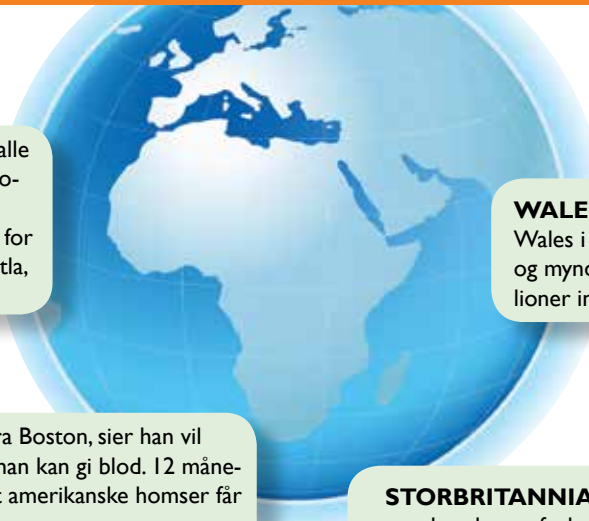 alle
o-
for
tla,
WALE
Wales i
og mynd
lioner in
ra Boston, sier han vil
man kan gi blod. 12 måne-
t amerikanske homser får
STORBRITANNIA